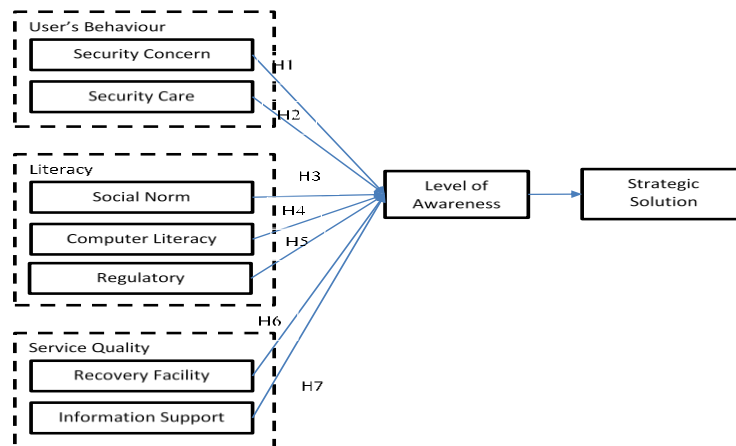 User's Behaviour
Security Concern
H1
Security Care
H2
Literacy
H3
Social Norm
Level of
Awareness
Strategic
Solution
H4
Computer Literacy
H5
Regulatory
H6
Service Quality
Recovery Facility
H7
Information Support